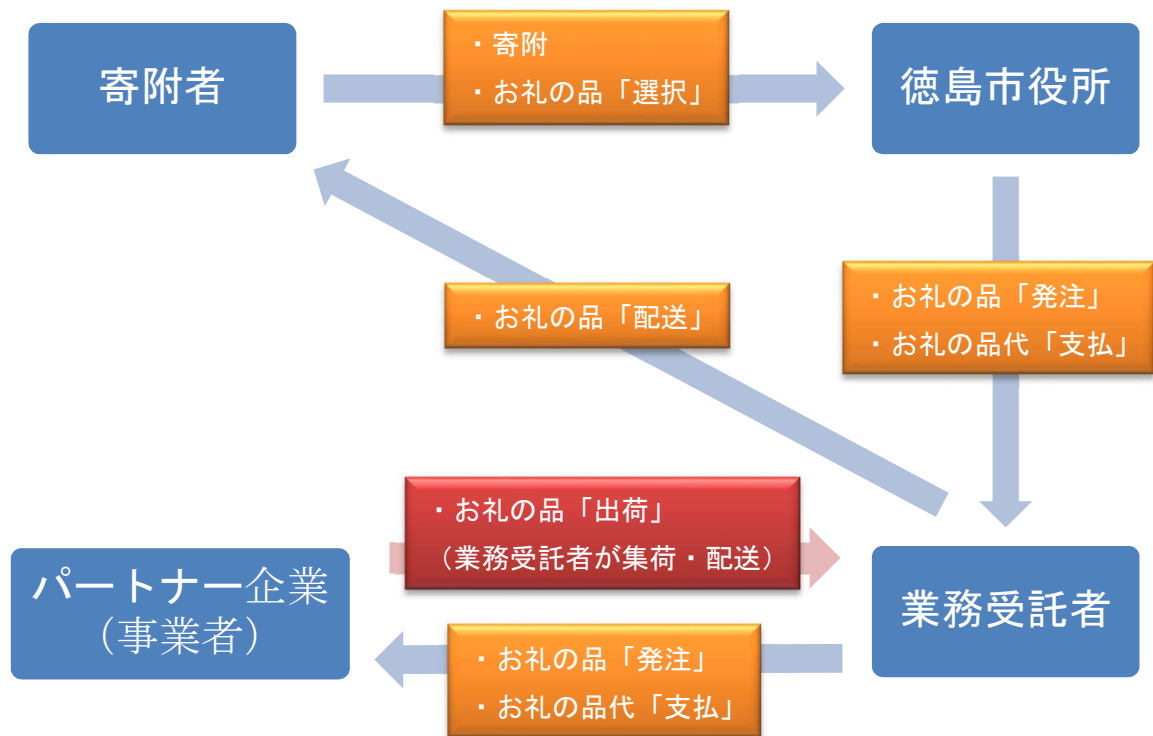 寄附者
・寄附
・お礼の品「選択」
徳島市役所
・お礼の品「配送」
・お礼の品「発注」
・お礼の品代「支払」
・お礼の品「出荷」
（業務受託者が集荷・配送）
パートナー企業
（事業者）
業務受託者
・お礼の品「発注」
・お礼の品代「支払」